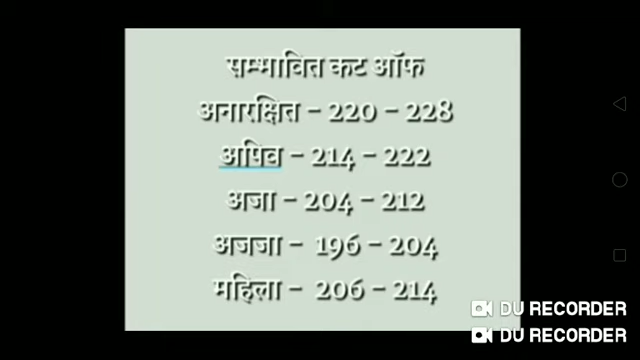 सम्भावित कट ऑफ
अनारक्षित – 220 – 228
अपिव – 214 – 222
अजा – 204 – 212
अजजा – 196 – 204
महिला – 206 – 214
DU RECORDER
DU RECORDER